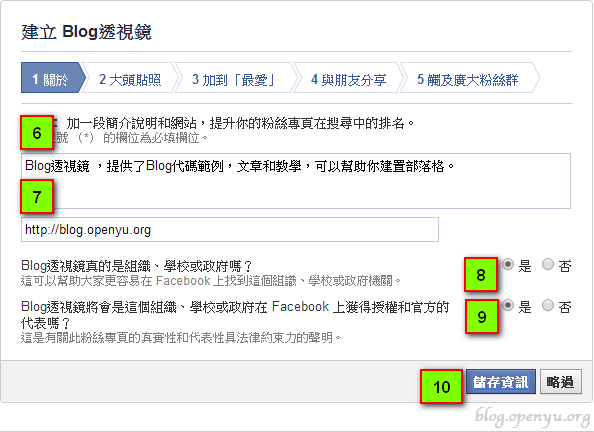 建立 Blog透視鏡
1 關於 2 大頭貼照 3 加到「最愛」 4 與朋友分享 5 觸及廣大粉絲群
6 : 加一段簡介說明和網站，提升你的粉絲專頁在搜尋中的排名。
號 （*） 的欄位為必填欄位。
Blog透視鏡 ，提供了Blog代碼範例，文章和教學，可以幫助你建置部落格。
7
http://blog.openyu.org
Blog透視鏡真的是組織、學校或政府嗎？ 8 是 否
這可以幫助大家更容易在 Facebook 上找到這個組織、學校或政府機關。
Blog透視鏡將會是這個組織、學校或政府在 Facebook 上獲得授權和官方的 9 是 否
代表嗎？
這是有關此粉絲專頁的真實性和代表性具法律約束力的聲明。
10 儲存資訊 略過
blog.openyu.org